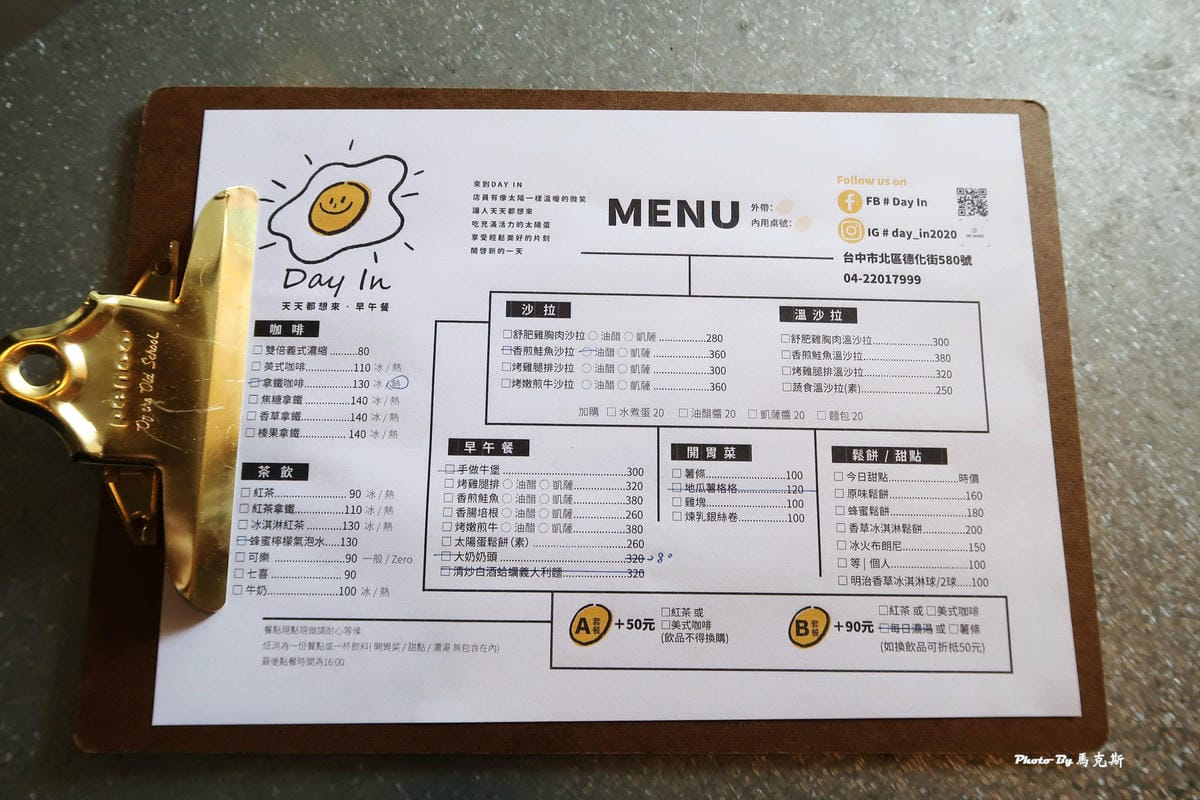 Day In
天天都想來·早午餐
來到DAY IN
店員有像太陽一樣溫暖的微笑
讓人天天都想來
吃充滿活力的太陽蛋
享受輕鬆美好的片刻
開啓新的一天
MENU
外帶:
內用桌號:
Follow us on
FB # Day In
IG # day_in2020
台中市北區德化街580號
04-22017999
咖啡
□雙倍義式濃縮..........80
□美式咖啡..........110 冰 / 熱
□拿鐵咖啡..........130 冰 / 熱
□焦糖拿鐵..........140 冰 / 熱
□香草拿鐵..........140 冰 / 熱
□榛果拿鐵..........140 冰 / 熱
茶飲
□紅茶..........90 冰 / 熱
□紅茶拿鐵..........110 冰 / 熱
□冰淇淋紅茶..........130 冰 / 熱
□蜂蜜檸檬氣泡水....130
□可樂..........90 一般 / Zero
□七喜..........90
□牛奶..........100 冰 / 熱
沙拉
□舒肥雞胸肉沙拉 ○油醋 ○凱薩..........280
□香煎鮭魚沙拉 ○油醋 ○凱薩..........360
□烤雞腿排沙拉 ○油醋 ○凱薩..........300
□烤嫩煎牛沙拉 ○油醋 ○凱薩..........360
溫沙拉
□舒肥雞胸肉溫沙拉..........300
□香煎鮭魚溫沙拉..........380
□烤雞腿排溫沙拉..........320
□蔬食溫沙拉(素)..........250
加購 □水煮蛋 20 □油醋醬 20 □凱薩醬 20 □麵包 20
早午餐
□手做牛堡..........300
□烤雞腿排 ○油醋 ○凱薩..........320
□香煎鮭魚 ○油醋 ○凱薩..........380
□香腸培根 ○油醋 ○凱薩..........260
□烤嫩煎牛 ○油醋 ○凱薩..........380
□太陽蛋鬆餅(素)..........260
□大奶奶頭..........320 280
□清炒白酒蛤蠣義大利麵..........320
開胃菜
□薯條..........100
□地瓜薯格格..........120
□雞塊..........100
□煉乳銀絲卷..........100
鬆餅 / 甜點
□今日甜點..........時價
□原味鬆餅..........160
□蜂蜜鬆餅..........180
□香草冰淇淋鬆餅..........200
□冰火布朗尼..........150
□等 | 個人..........100
□明治香草冰淇淋球/2球.....100
A套餐 +50元
□紅茶 或
□美式咖啡
(飲品不得換購)
B套餐 +90元
□紅茶 或 □美式咖啡
□每日濃湯 或 □薯條
(如換飲品可折抵50元)
餐點現點現做請耐心等候
低消為一份餐點或一杯飲料(開胃菜 / 甜點 / 濃湯 無包含在內)
最後點餐時間為16:00
Photo By 馬克斯